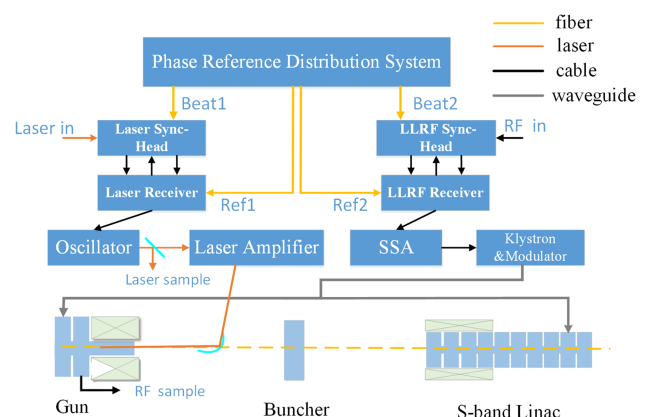 fiber
laser
cable
waveguide
Phase Reference Distribution System
Beat1
Beat2
Laser in
Laser Sync-
Head
LLRF Sync-
Head
RF in
Laser Receiver
LLRF Receiver
Ref1
Ref2
Oscillator
Laser Amplifier
SSA
Klystron
&Modulator
Laser sample
RF sample
Gun
Buncher
S-band Linac